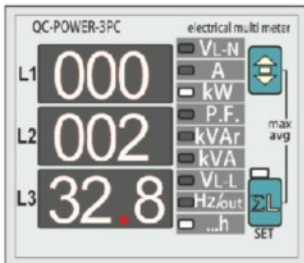 QC-POWER-3PC electrical multi meter
L1 000
L2 002
L3 32.8
VL-N
A
kW
P.F.
kVAr
kVA
VL-L
Hz/out
...h
max
avg
ΣL
SET